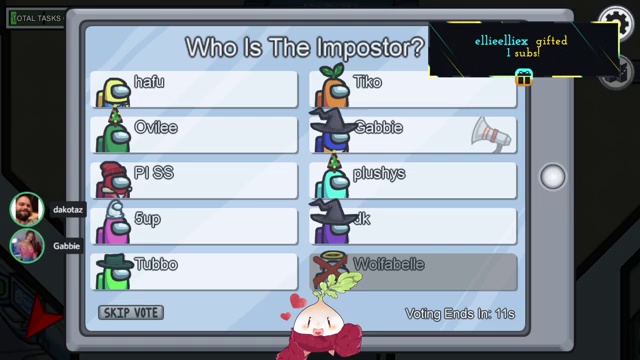 TOTAL TASKS
Who Is The Impostor?
ellieelliex gifted
1 subs!
hafu
Tiko
Ovilee
Gabbie
PI SS
plushys
5up
dk
Tubbo
Wolfabelle
dakotaz
Gabbie
SKIP VOTE
Voting Ends In: 11s